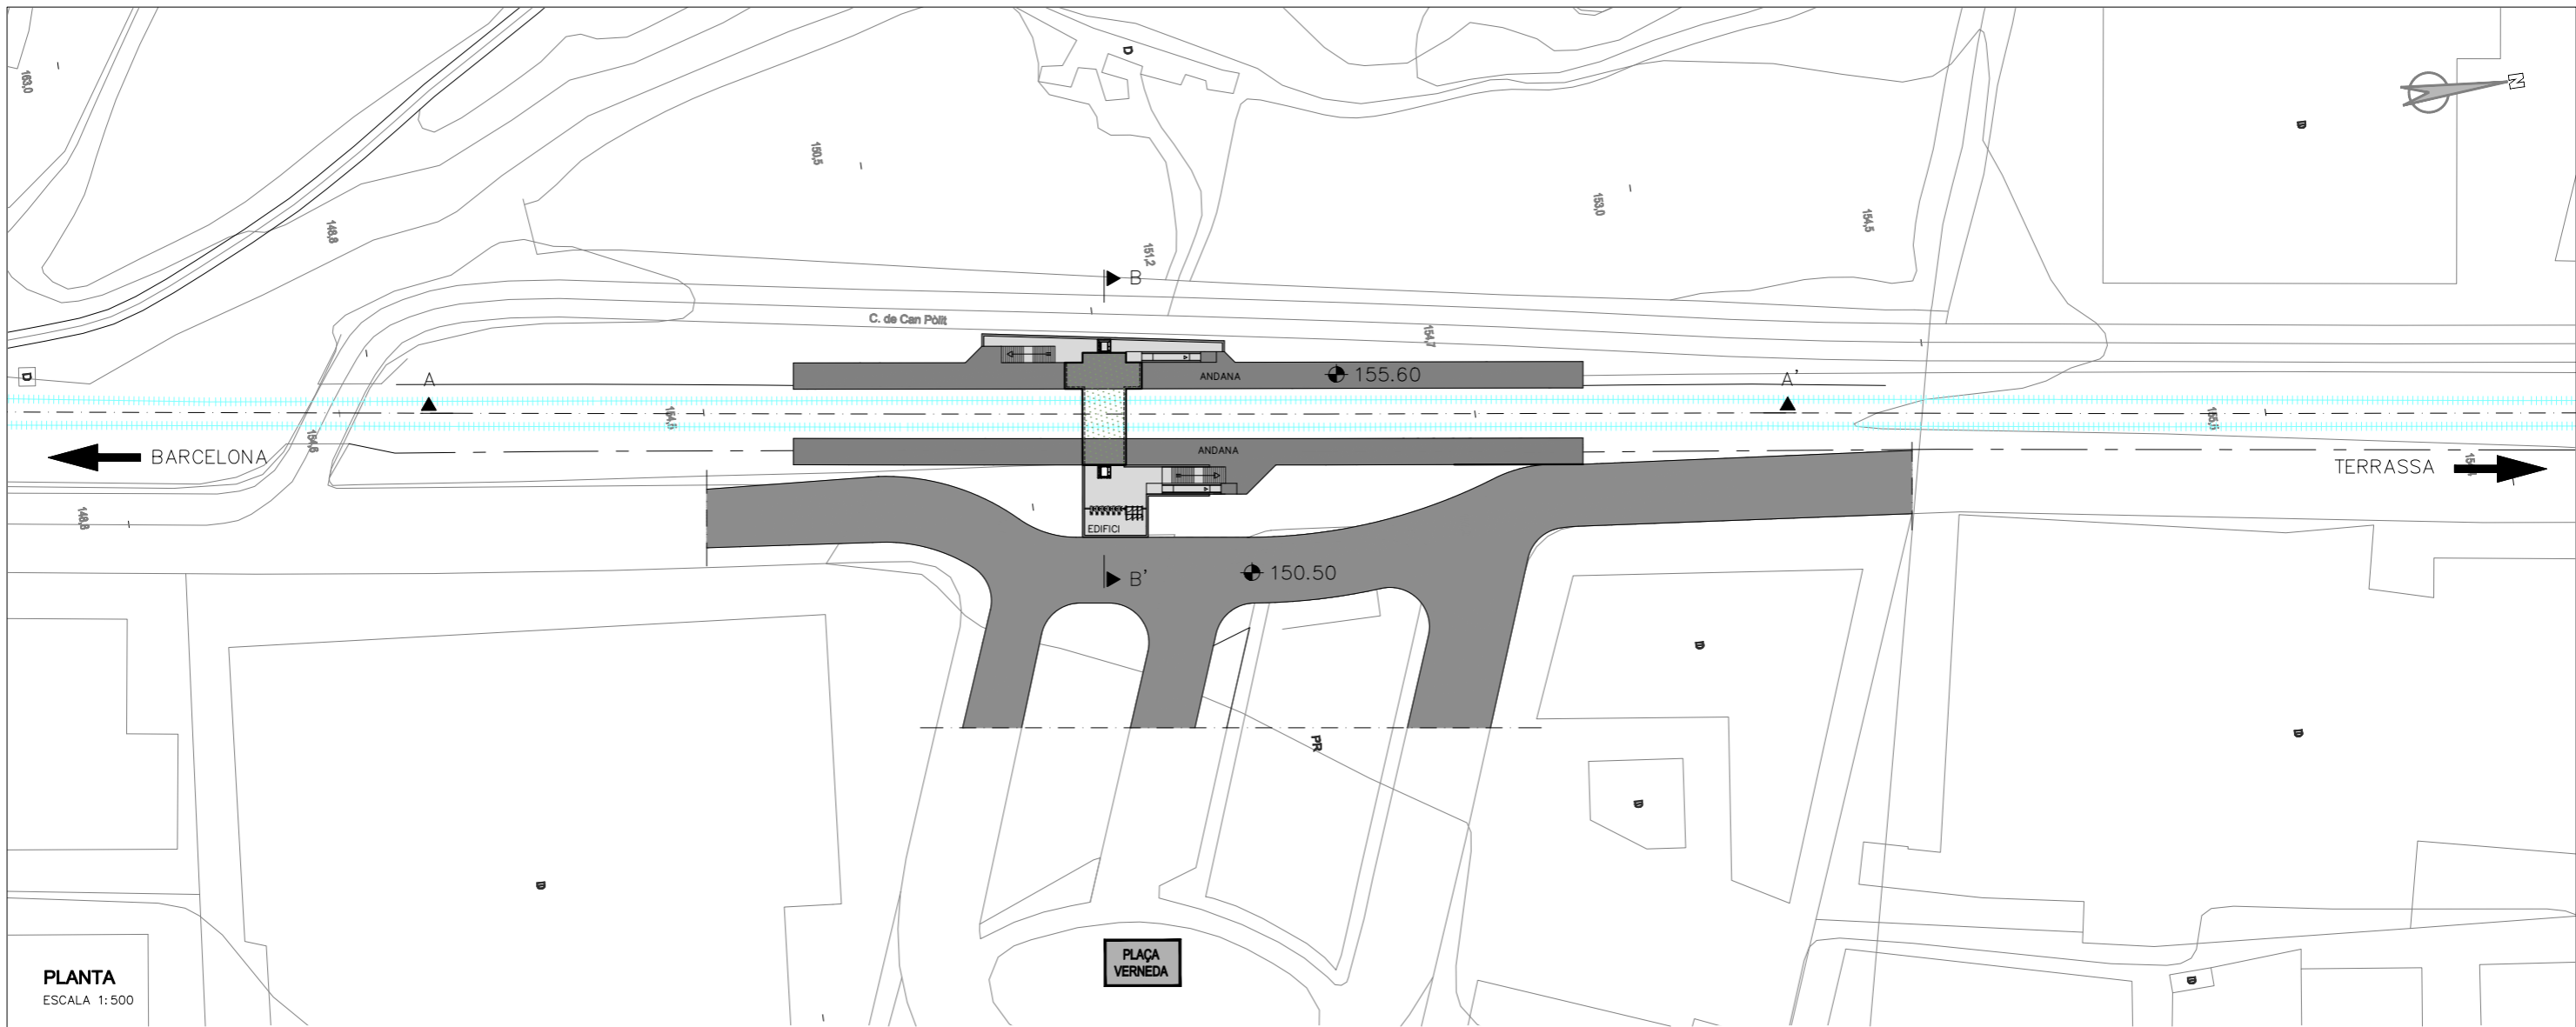 D
163,0
N
D
150,5
153,0
154,5
148,8
151,2
B
C. de Can Pòlit
154,7
D
A
ANDANA
155.60
A'
154,5
155,5
154,6
BARCELONA
ANDANA
TERRASSA
148,8
EDIFICI
B'
150.50
D
PR
D
D
D
PLAÇA
VERNEDA
PLANTA
ESCALA 1:500
D